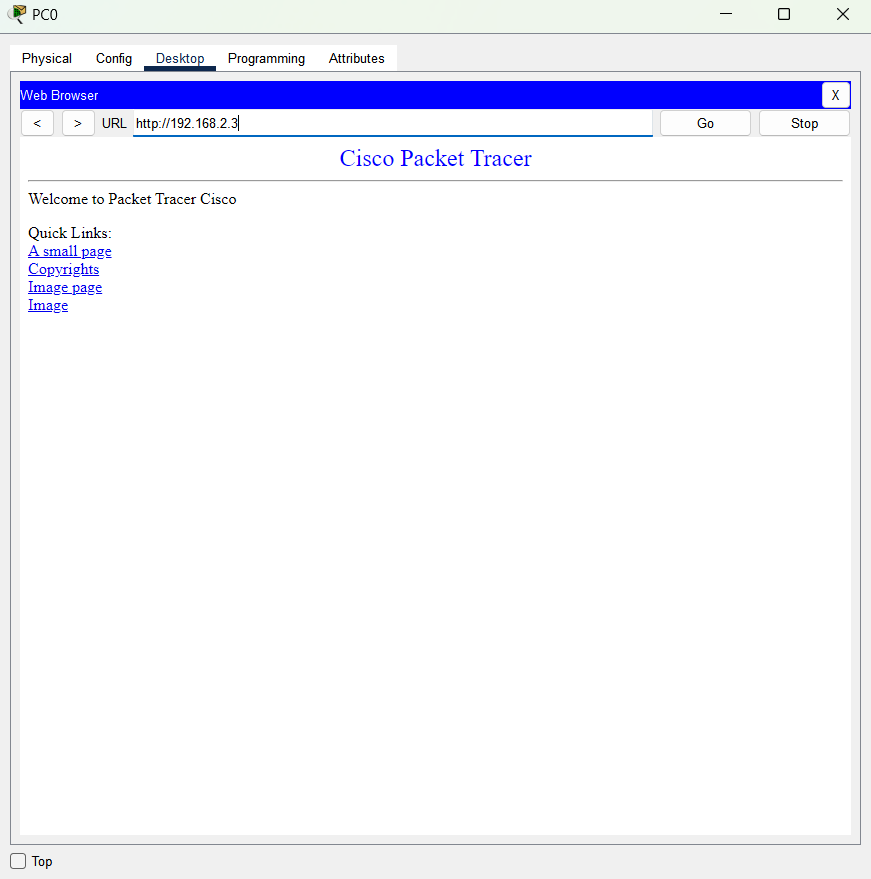 PC0
Physical Config Desktop Programming Attributes
Web Browser X
< > URL http://192.168.2.3 Go Stop
Cisco Packet Tracer
Welcome to Packet Tracer Cisco
Quick Links:
A small page
Copyrights
Image page
Image
Top